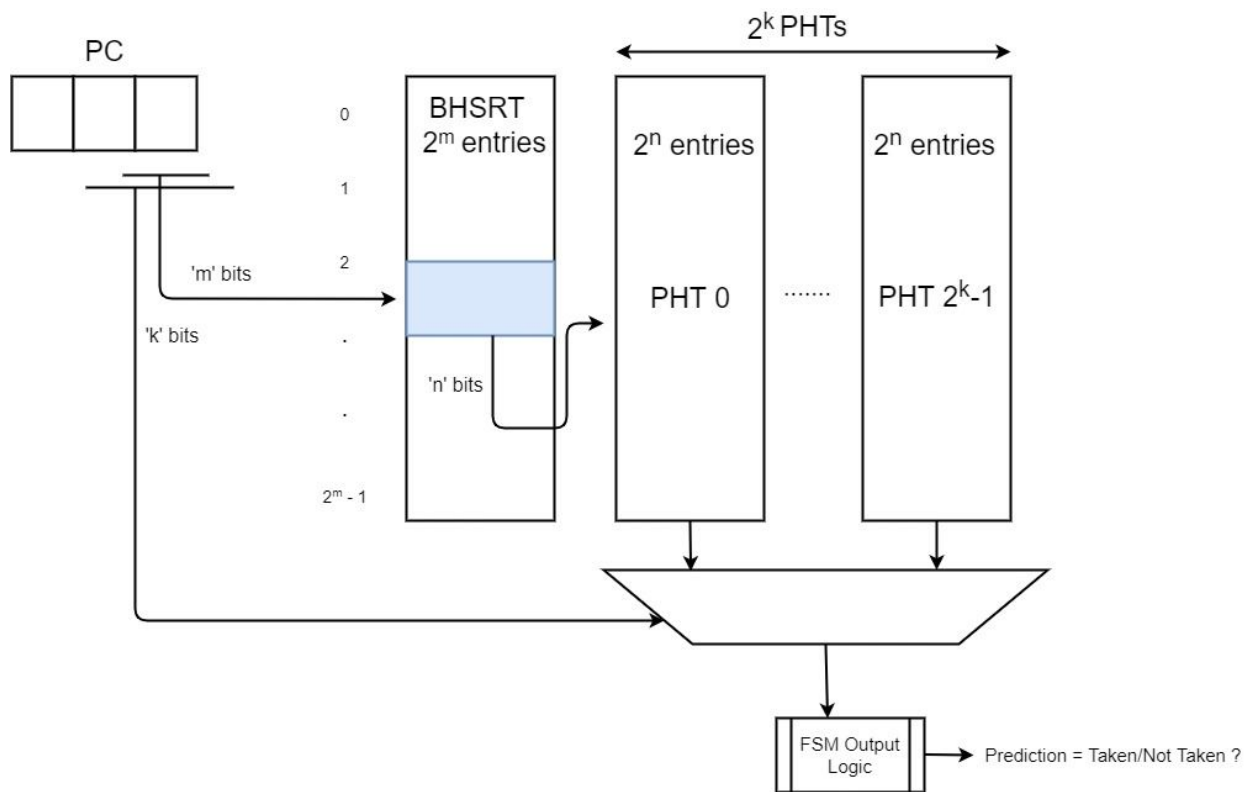 2^k PHTs
PC
0
BHSRT
2^m entries
2^n entries
2^n entries
1
'm' bits
2
PHT 0
.......
PHT 2^k-1
'k' bits
.
'n' bits
.
2^m - 1
FSM Output
Logic
Prediction = Taken/Not Taken ?